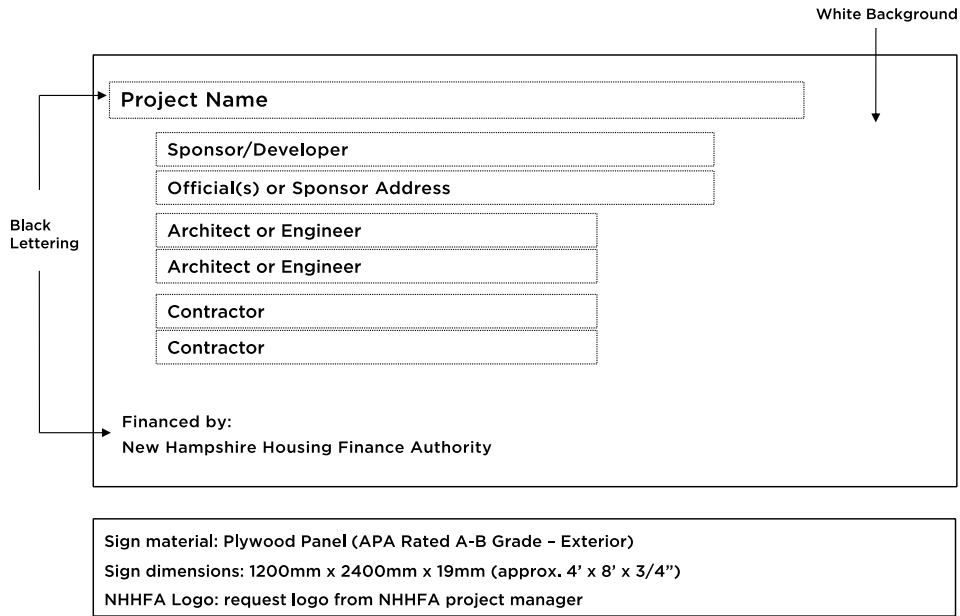 White Background
Project Name
Sponsor/Developer
Official(s) or Sponsor Address
Architect or Engineer
Black
Lettering
Architect or Engineer
Contractor
Contractor
Financed by:
New Hampshire Housing Finance Authority
Sign material: Plywood Panel (APA Rated A-B Grade – Exterior)
Sign dimensions: 1200mm x 2400mm x 19mm (approx. 4’ x 8’ x 3/4”)
NHHFA Logo: request logo from NHHFA project manager